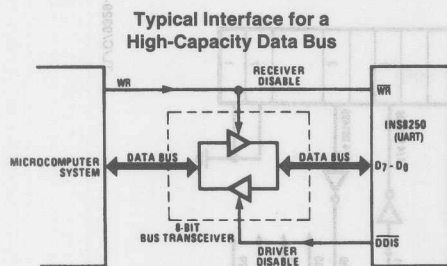 Typical Interface for a
High-Capacity Data Bus
WR
RECEIVER
DISABLE
WR
INS8250
(UART)
MICROCOMPUTER
SYSTEM
DATA BUS
DATA BUS
D7 - D0
8-BIT
BUS TRANSCEIVER
DRIVER
DISABLE
DDIS